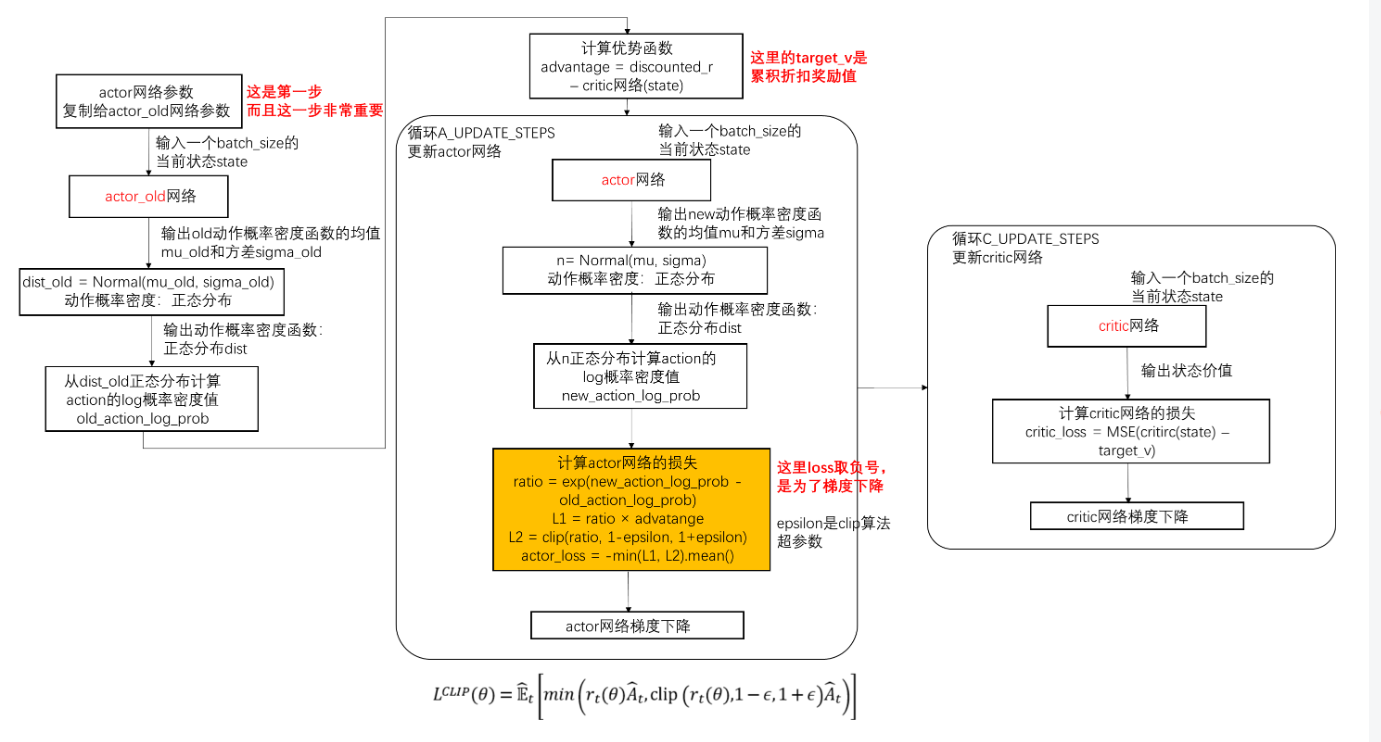 actor网络参数
复制给actor_old网络参数
这是第一步
而且这一步非常重要
输入一个batch_size的
当前状态state
actor_old网络
输出old动作概率密度函数的均值
mu_old和方差sigma_old
dist_old = Normal(mu_old, sigma_old)
动作概率密度：正态分布
输出动作概率密度函数：
正态分布dist
从dist_old正态分布计算
action的log概率密度值
old_action_log_prob
计算优势函数
advantage = discounted_r
– critic网络(state)
这里的target_v是
累积折扣奖励值
循环A_UPDATE_STEPS
更新actor网络
输入一个batch_size的
当前状态state
actor网络
输出new动作概率密度函
数的均值mu和方差sigma
n= Normal(mu, sigma)
动作概率密度：正态分布
输出动作概率密度函数：
正态分布dist
从n正态分布计算action的
log概率密度值
new_action_log_prob
计算actor网络的损失
ratio = exp(new_action_log_prob -
old_action_log_prob)
L1 = ratio × advatange
L2 = clip(ratio, 1-epsilon, 1+epsilon)
actor_loss = -min(L1, L2).mean()
这里loss取负号，
是为了梯度下降
epsilon是clip算法
超参数
actor网络梯度下降
循环C_UPDATE_STEPS
更新critic网络
输入一个batch_size的
当前状态state
critic网络
输出状态价值
计算critic网络的损失
critic_loss = MSE(critirc(state) –
target_v)
critic网络梯度下降
L^{CLIP}(θ) = Ê_t [min (r_t(θ)Â_t, clip (r_t(θ), 1 − ϵ, 1 + ϵ)Â_t)]